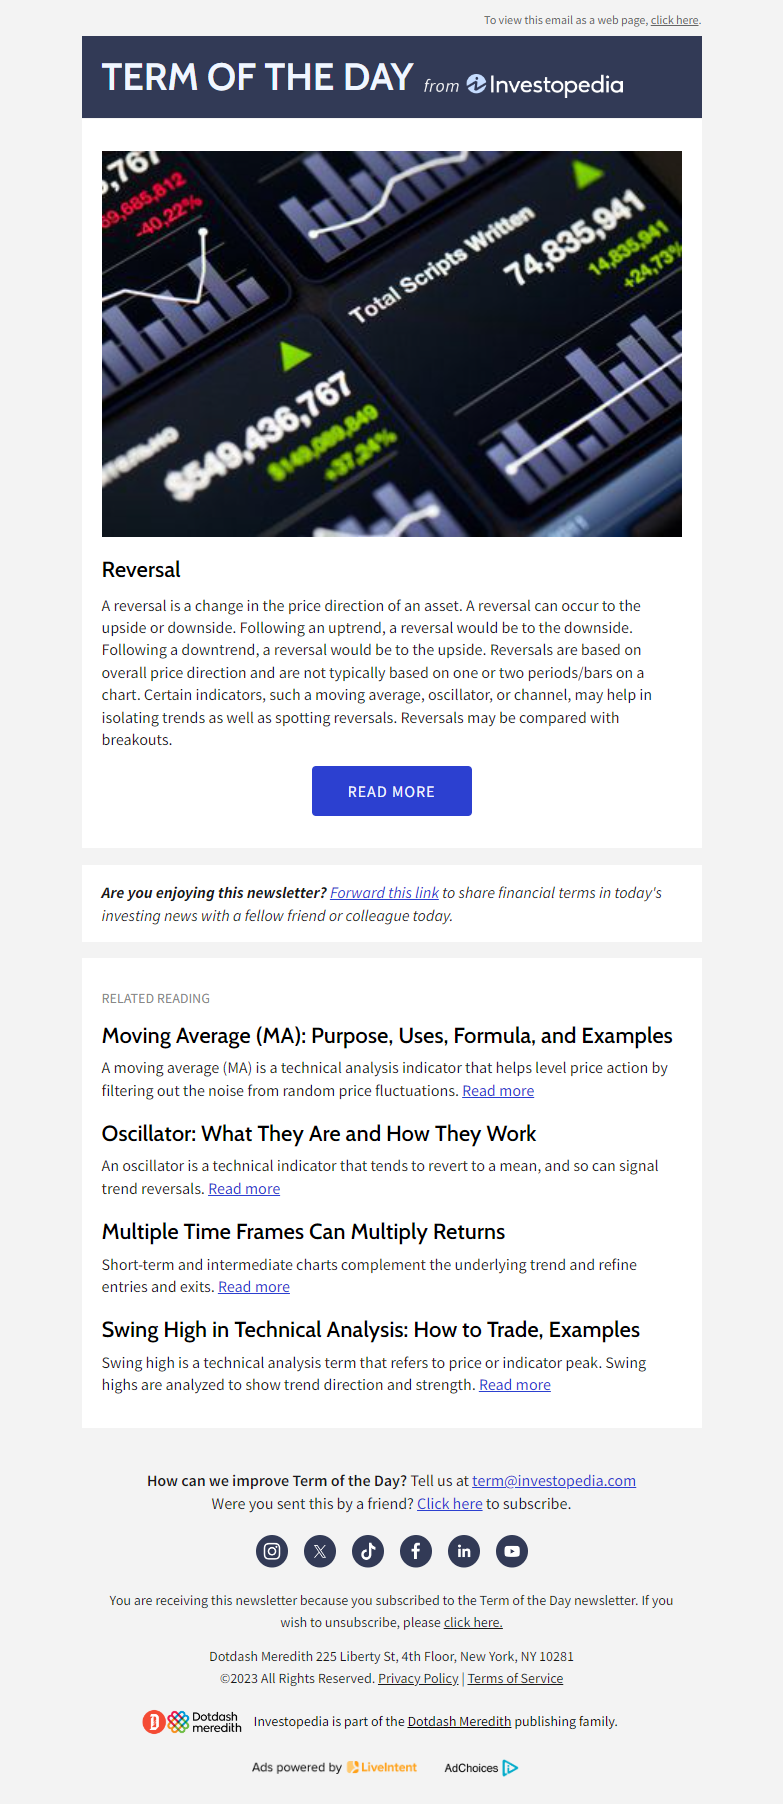 To view this email as a web page, click here.
TERM OF THE DAY from Investopedia
,767
69,685,812
-40,22%
Total Scripts Written
74,835,941
14,835,941
+24,73%
$549,436,767
$149,089,849
+37,24%
Reversal
A reversal is a change in the price direction of an asset. A reversal can occur to the
upside or downside. Following an uptrend, a reversal would be to the downside.
Following a downtrend, a reversal would be to the upside. Reversals are based on
overall price direction and are not typically based on one or two periods/bars on a
chart. Certain indicators, such a moving average, oscillator, or channel, may help in
isolating trends as well as spotting reversals. Reversals may be compared with
breakouts.
READ MORE
Are you enjoying this newsletter? Forward this link to share financial terms in today's
investing news with a fellow friend or colleague today.
RELATED READING
Moving Average (MA): Purpose, Uses, Formula, and Examples
A moving average (MA) is a technical analysis indicator that helps level price action by
filtering out the noise from random price fluctuations. Read more
Oscillator: What They Are and How They Work
An oscillator is a technical indicator that tends to revert to a mean, and so can signal
trend reversals. Read more
Multiple Time Frames Can Multiply Returns
Short-term and intermediate charts complement the underlying trend and refine
entries and exits. Read more
Swing High in Technical Analysis: How to Trade, Examples
Swing high is a technical analysis term that refers to price or indicator peak. Swing
highs are analyzed to show trend direction and strength. Read more
How can we improve Term of the Day? Tell us at term@investopedia.com
Were you sent this by a friend? Click here to subscribe.
You are receiving this newsletter because you subscribed to the Term of the Day newsletter. If you
wish to unsubscribe, please click here.
Dotdash Meredith 225 Liberty St, 4th Floor, New York, NY 10281
©2023 All Rights Reserved. Privacy Policy | Terms of Service
Dotdash
meredith
Investopedia is part of the Dotdash Meredith publishing family.
Ads powered by LiveIntent
AdChoices